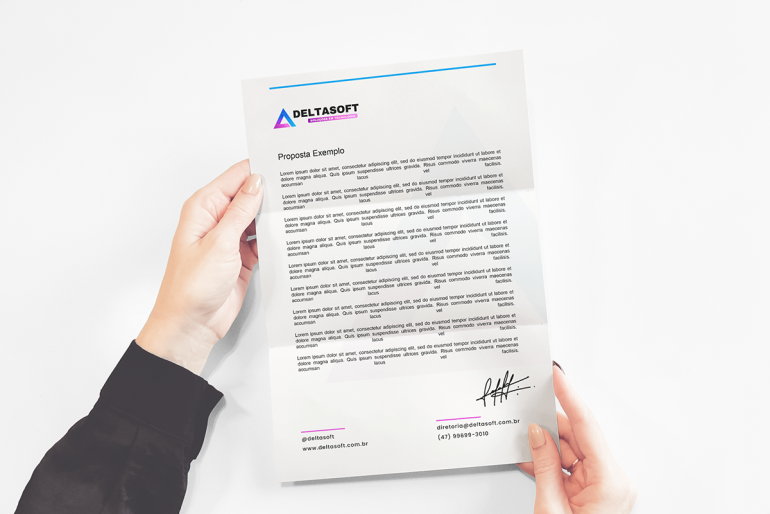 DELTASOFT
Proposta Exemplo
Lorem ipsum dolor sit amet, consectetur adipiscing elit, sed do eiusmod tempor incididunt ut labore et
dolore magna aliqua. Quis ipsum suspendisse ultrices gravida. Risus commodo viverra maecenas
accumsan lacus vel facilisis.
Lorem ipsum dolor sit amet, consectetur adipiscing elit, sed do eiusmod tempor incididunt ut labore et
dolore magna aliqua. Quis ipsum suspendisse ultrices gravida. Risus commodo viverra maecenas
accumsan lacus vel facilisis.
Lorem ipsum dolor sit amet, consectetur adipiscing elit, sed do eiusmod tempor incididunt ut labore et
dolore magna aliqua. Quis ipsum suspendisse ultrices gravida. Risus commodo viverra maecenas
accumsan lacus vel facilisis.
Lorem ipsum dolor sit amet, consectetur adipiscing elit, sed do eiusmod tempor incididunt ut labore et
dolore magna aliqua. Quis ipsum suspendisse ultrices gravida. Risus commodo viverra maecenas
accumsan lacus vel facilisis.
Lorem ipsum dolor sit amet, consectetur adipiscing elit, sed do eiusmod tempor incididunt ut labore et
dolore magna aliqua. Quis ipsum suspendisse ultrices gravida. Risus commodo viverra maecenas
accumsan lacus vel facilisis.
Lorem ipsum dolor sit amet, consectetur adipiscing elit, sed do eiusmod tempor incididunt ut labore et
dolore magna aliqua. Quis ipsum suspendisse ultrices gravida. Risus commodo viverra maecenas
accumsan lacus vel facilisis.
Lorem ipsum dolor sit amet, consectetur adipiscing elit, sed do eiusmod tempor incididunt ut labore et
dolore magna aliqua. Quis ipsum suspendisse ultrices gravida. Risus commodo viverra maecenas
accumsan lacus vel facilisis.
Lorem ipsum dolor sit amet, consectetur adipiscing elit, sed do eiusmod tempor incididunt ut labore et
dolore magna aliqua. Quis ipsum suspendisse ultrices gravida. Risus commodo viverra maecenas
accumsan lacus vel facilisis.
Lorem ipsum dolor sit amet, consectetur adipiscing elit, sed do eiusmod tempor incididunt ut labore et
dolore magna aliqua. Quis ipsum suspendisse ultrices gravida. Risus commodo viverra maecenas
accumsan lacus vel facilisis.
@deltasoft
www.deltasoft.com.br
diretoria@deltasoft.com.br
(47) 99699-3010